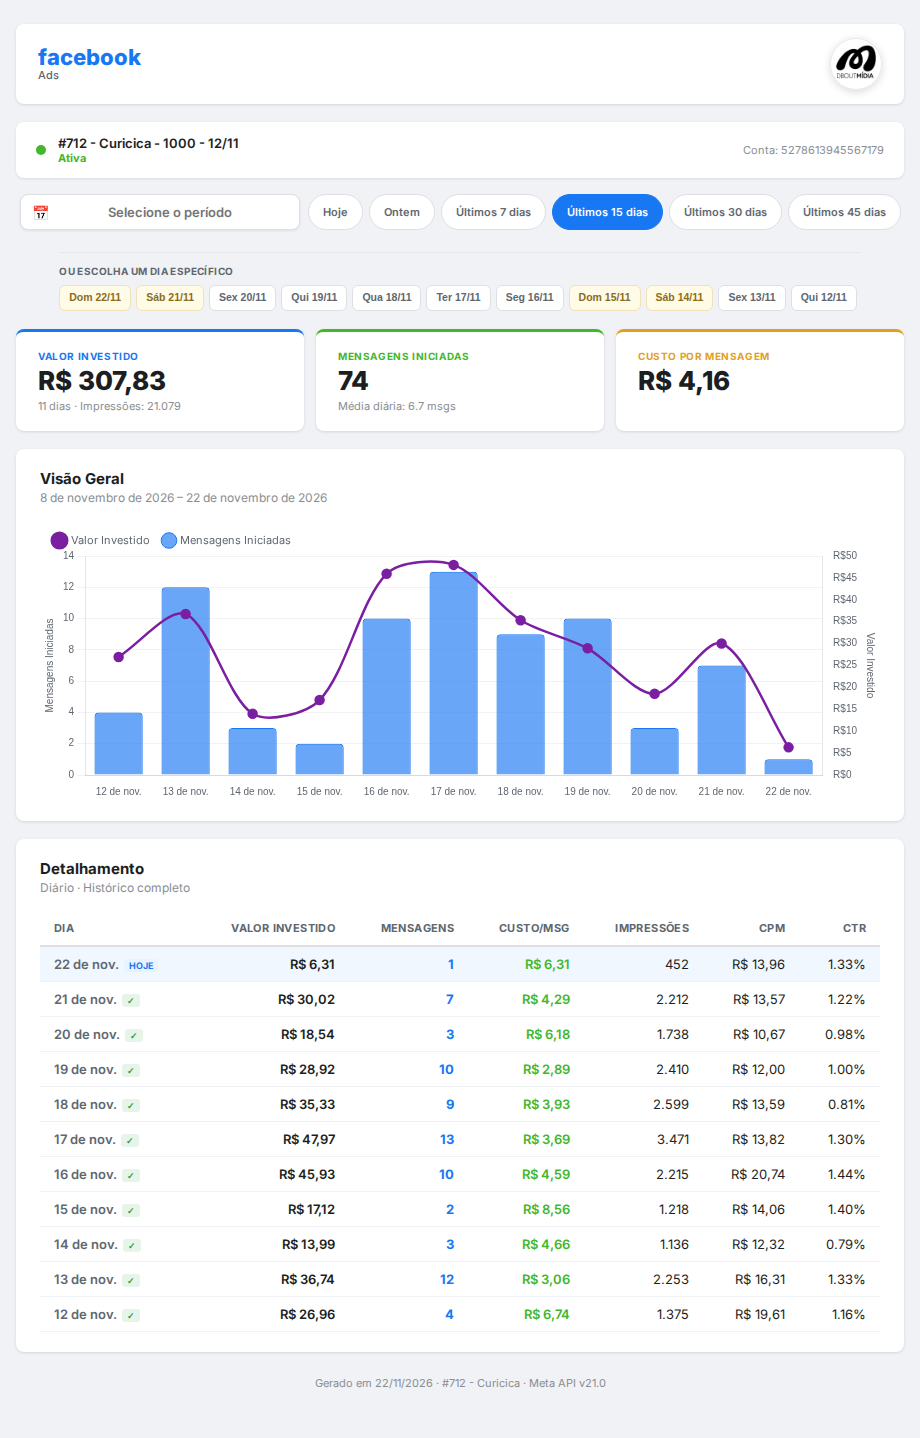 facebook
Ads
DBOUTMÍDIA
#712 - Curicica - 1000 - 12/11
Ativa
Conta: 5278613945567179
Selecione o período
Hoje
Ontem
Últimos 7 dias
Últimos 15 dias
Últimos 30 dias
Últimos 45 dias
OU ESCOLHA UM DIA ESPECÍFICO
Dom 22/11
Sáb 21/11
Sex 20/11
Qui 19/11
Qua 18/11
Ter 17/11
Seg 16/11
Dom 15/11
Sáb 14/11
Sex 13/11
Qui 12/11
VALOR INVESTIDO
R$ 307,83
11 dias · Impressões: 21.079
MENSAGENS INICIADAS
74
Média diária: 6.7 msgs
CUSTO POR MENSAGEM
R$ 4,16
Visão Geral
8 de novembro de 2026 – 22 de novembro de 2026
Valor Investido
Mensagens Iniciadas
Mensagens Iniciadas
14
12
10
8
6
4
2
0
R$50
R$45
R$40
R$35
R$30
R$25
R$20
R$15
R$10
R$5
R$0
Valor Investido
12 de nov.
13 de nov.
14 de nov.
15 de nov.
16 de nov.
17 de nov.
18 de nov.
19 de nov.
20 de nov.
21 de nov.
22 de nov.
Detalhamento
Diário · Histórico completo
DIA VALOR INVESTIDO MENSAGENS CUSTO/MSG IMPRESSÕES CPM CTR
22 de nov. HOJE R$ 6,31 1 R$ 6,31 452 R$ 13,96 1.33%
21 de nov. ✓ R$ 30,02 7 R$ 4,29 2.212 R$ 13,57 1.22%
20 de nov. ✓ R$ 18,54 3 R$ 6,18 1.738 R$ 10,67 0.98%
19 de nov. ✓ R$ 28,92 10 R$ 2,89 2.410 R$ 12,00 1.00%
18 de nov. ✓ R$ 35,33 9 R$ 3,93 2.599 R$ 13,59 0.81%
17 de nov. ✓ R$ 47,97 13 R$ 3,69 3.471 R$ 13,82 1.30%
16 de nov. ✓ R$ 45,93 10 R$ 4,59 2.215 R$ 20,74 1.44%
15 de nov. ✓ R$ 17,12 2 R$ 8,56 1.218 R$ 14,06 1.40%
14 de nov. ✓ R$ 13,99 3 R$ 4,66 1.136 R$ 12,32 0.79%
13 de nov. ✓ R$ 36,74 12 R$ 3,06 2.253 R$ 16,31 1.33%
12 de nov. ✓ R$ 26,96 4 R$ 6,74 1.375 R$ 19,61 1.16%
Gerado em 22/11/2026 · #712 - Curicica · Meta API v21.0